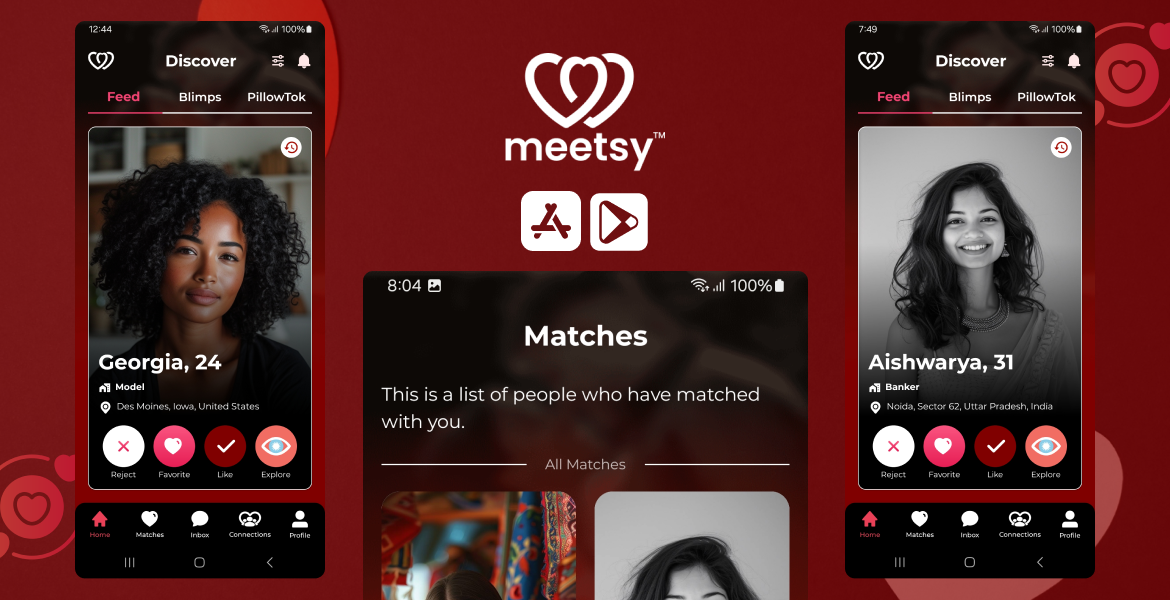 12:44
100%
Discover
Feed
Blimps
PillowTok
Georgia, 24
Model
Des Moines, Iowa, United States
Reject
Favorite
Like
Explore
Home
Matches
Inbox
Connections
Profile
meetsy™
8:04
100%
Matches
This is a list of people who have matched
with you.
All Matches
7:49
100%
Discover
Feed
Blimps
PillowTok
Aishwarya, 31
Banker
Noida, Sector 62, Uttar Pradesh, India
Reject
Favorite
Like
Explore
Home
Matches
Inbox
Connections
Profile